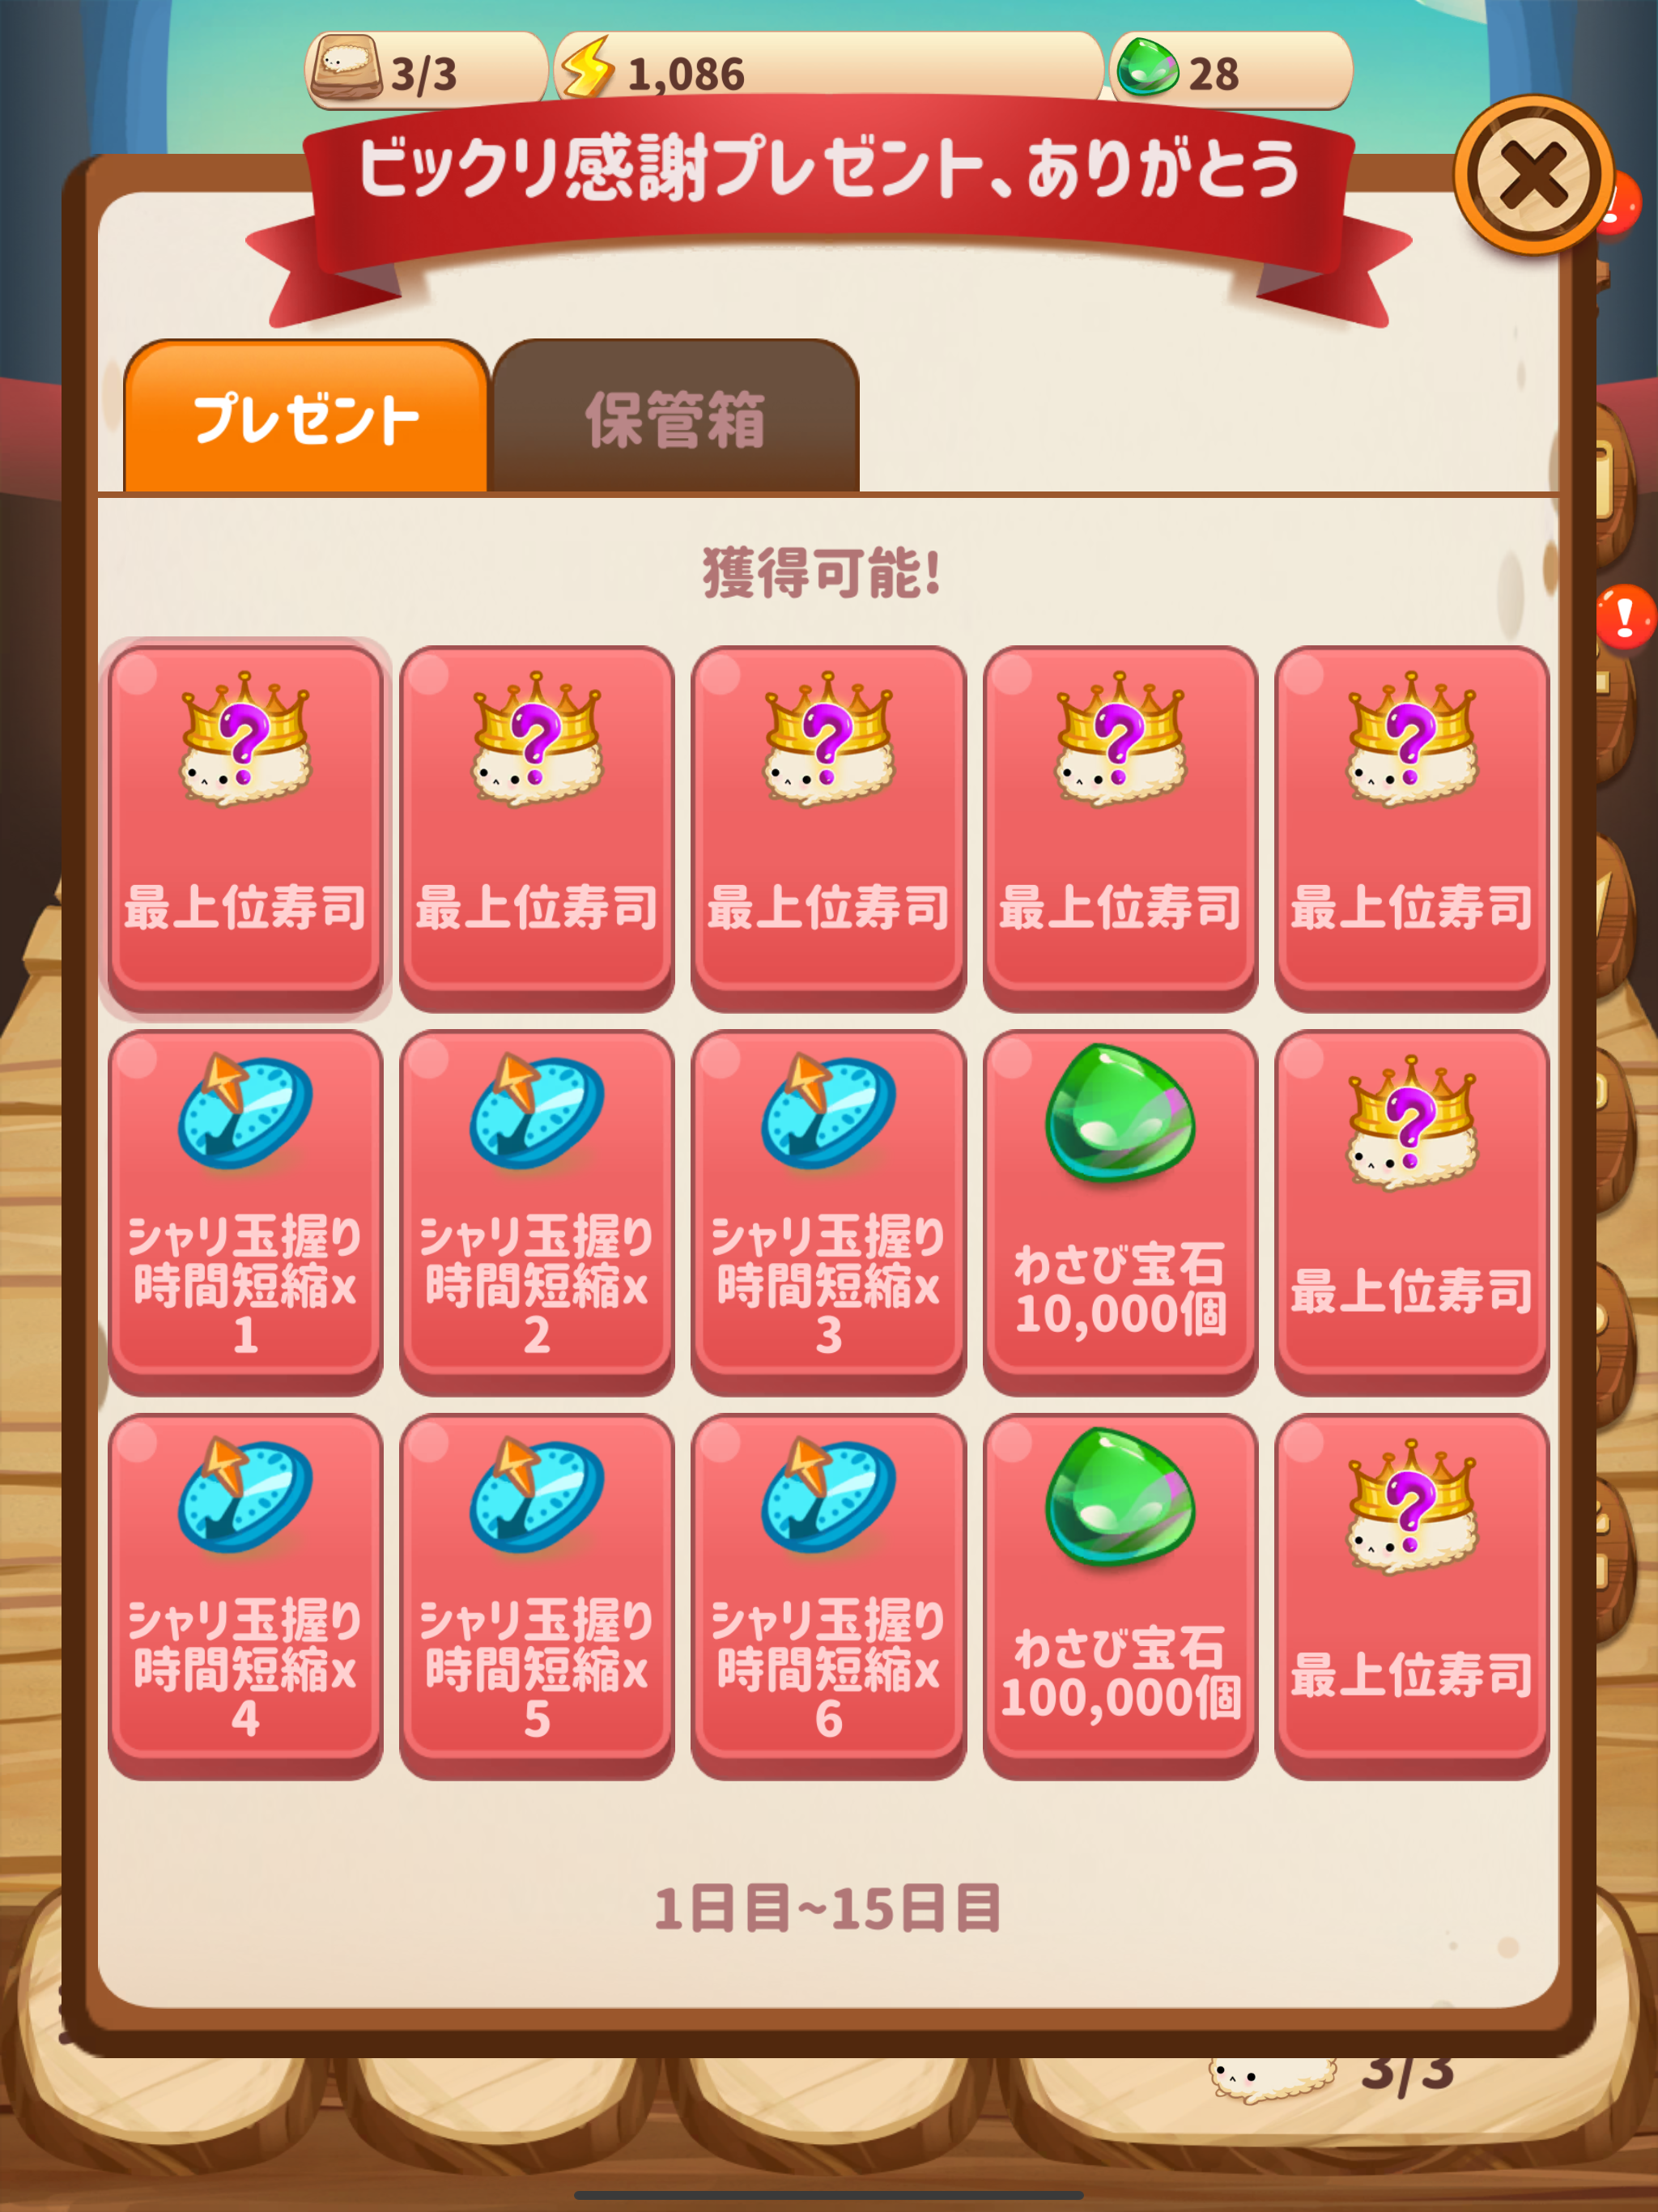 3/3
1,086
28
ビックリ感謝プレゼント、ありがとう
プレゼント
保管箱
獲得可能!
最上位寿司
最上位寿司
最上位寿司
最上位寿司
最上位寿司
シャリ玉握り
時間短縮x
1
シャリ玉握り
時間短縮x
2
シャリ玉握り
時間短縮x
3
わさび宝石
10,000個
最上位寿司
シャリ玉握り
時間短縮x
4
シャリ玉握り
時間短縮x
5
シャリ玉握り
時間短縮x
6
わさび宝石
100,000個
最上位寿司
1日目~15日目
3/3